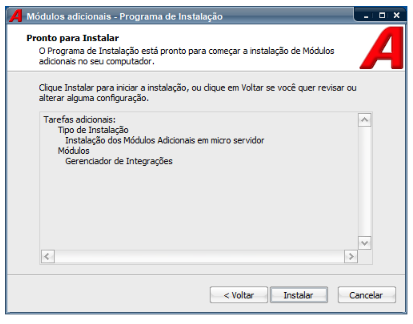 A Módulos adicionais - Programa de Instalação
Pronto para Instalar
O Programa de Instalação está pronto para começar a instalação de Módulos
adicionais no seu computador.
A
Clique Instalar para iniciar a instalação, ou clique em Voltar se você quer revisar ou
alterar alguma configuração.
Tarefas adicionais:
Tipo de Instalação
Instalação dos Módulos Adicionais em micro servidor
Módulos
Gerenciador de Integrações
< Voltar Instalar Cancelar